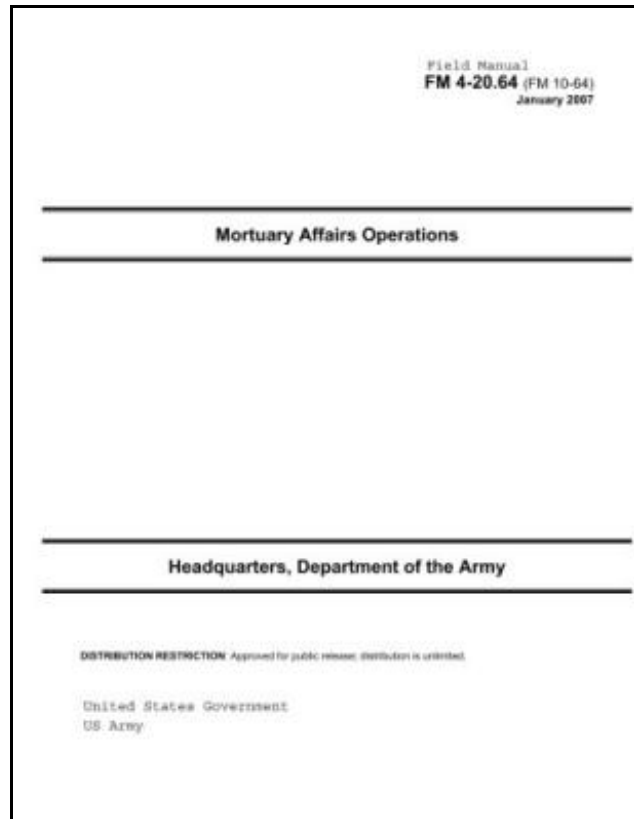 Field Manual
FM 4-20.64 (FM 10-64)
January 2007
Mortuary Affairs Operations
Headquarters, Department of the Army
DISTRIBUTION RESTRICTION: Approved for public release; distribution is unlimited.
United States Government
US Army